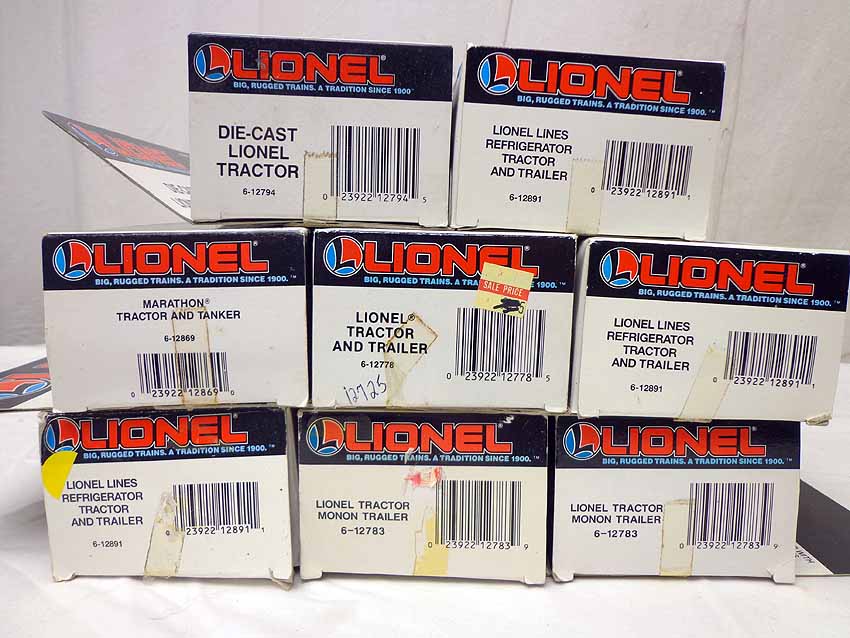 LIONEL®
BIG, RUGGED TRAINS. A TRADITION SINCE 1900
DIE-CAST
LIONEL
TRACTOR
6-12794
0 23922 12794 5
LIONEL®
BIG, RUGGED TRAINS. A TRADITION SINCE 1900.™
LIONEL LINES
REFRIGERATOR
TRACTOR
AND TRAILER
6-12891
0 23922 12891 1
LIONEL®
BIG, RUGGED TRAINS. A TRADITION SINCE 1900.™
MARATHON®
TRACTOR AND TANKER
6-12869
0 23922 12869 0
LIONEL
BIG, RUGGED TRAINS. A TRADITION SINCE 1900.™
SALE PRICE
LIONEL®
TRACTOR
AND TRAILER
6-12778
12725
0 23922 12778 5
LIONEL®
BIG, RUGGED TRAINS. A TRADITION SINCE 1900.™
LIONEL LINES
REFRIGERATOR
TRACTOR
AND TRAILER
6-12891
0 23922 12891 1
LIONEL®
BIG, RUGGED TRAINS. A TRADITION SINCE 1900.™
LIONEL LINES
REFRIGERATOR
TRACTOR
AND TRAILER
6-12891
0 23922 12891 1
LIONEL®
BIG, RUGGED TRAINS. A TRADITION SINCE 1900.™
LIONEL TRACTOR
MONON TRAILER
6-12783
0 23922 12783 9
LIONEL®
BIG, RUGGED TRAINS. A TRADITION SINCE 1900.™
LIONEL TRACTOR
MONON TRAILER
6-12783
0 23922 12783 9